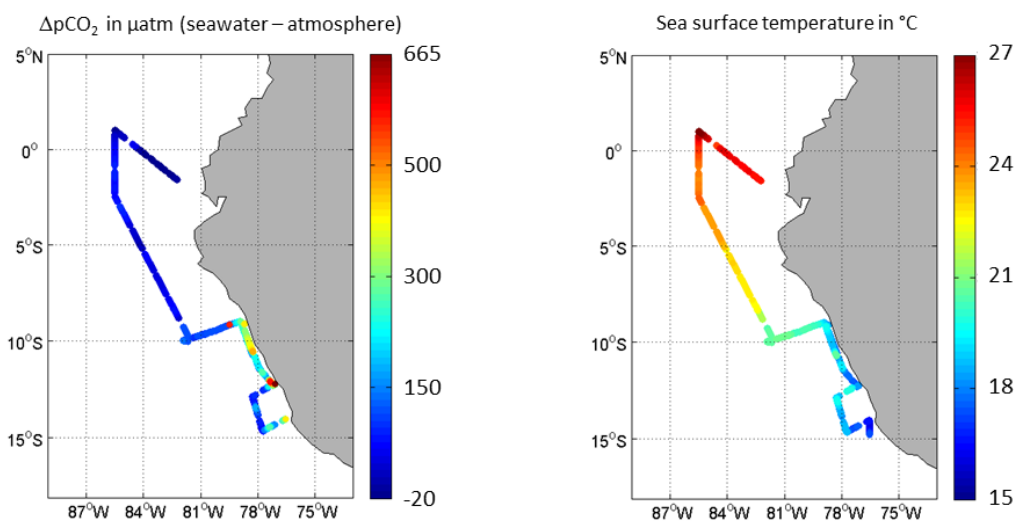 ΔpCO₂ in µatm (seawater – atmosphere)
5°N
0°
5°S
10°S
15°S
87°W 84°W 81°W 78°W 75°W
665
500
300
150
-20
Sea surface temperature in °C
5°N
0°
5°S
10°S
15°S
87°W 84°W 81°W 78°W 75°W
27
24
21
18
15